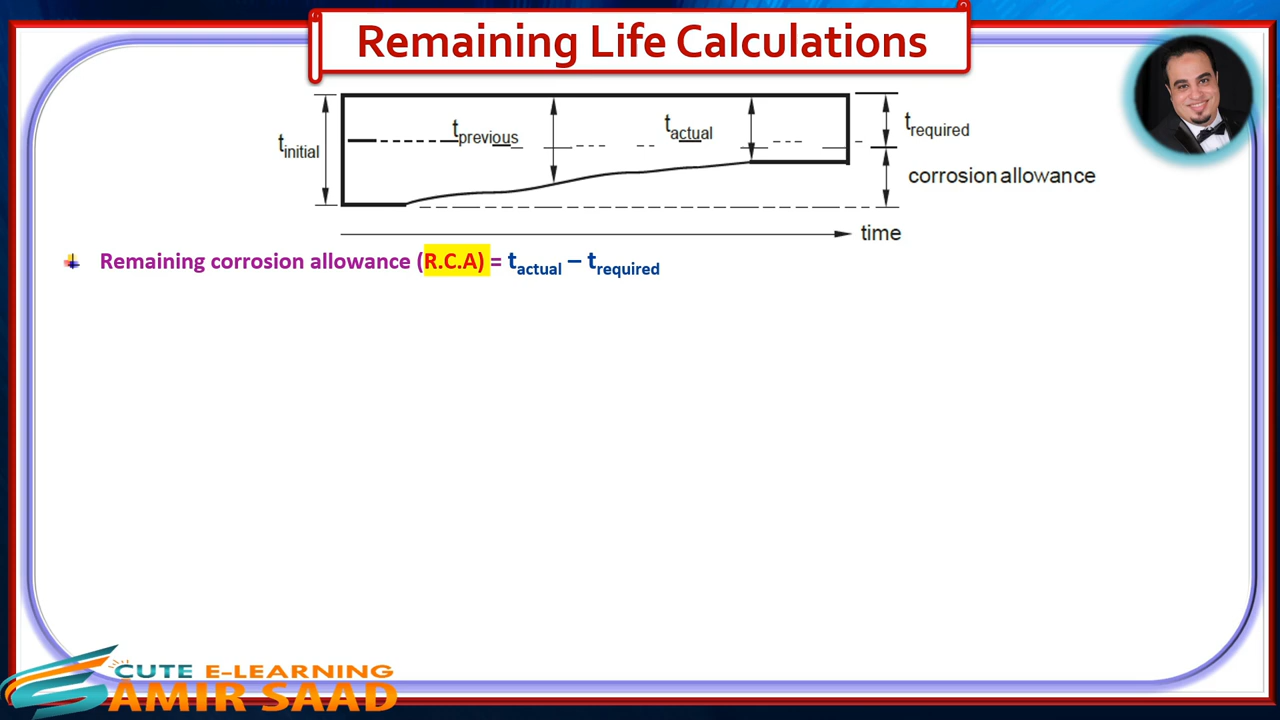 Remaining Life Calculations
t initial
t previous
t actual
t required
corrosion allowance
time
Remaining corrosion allowance (R.C.A) = t actual – t required
CUTE E-LEARNING
AMIR SAAD